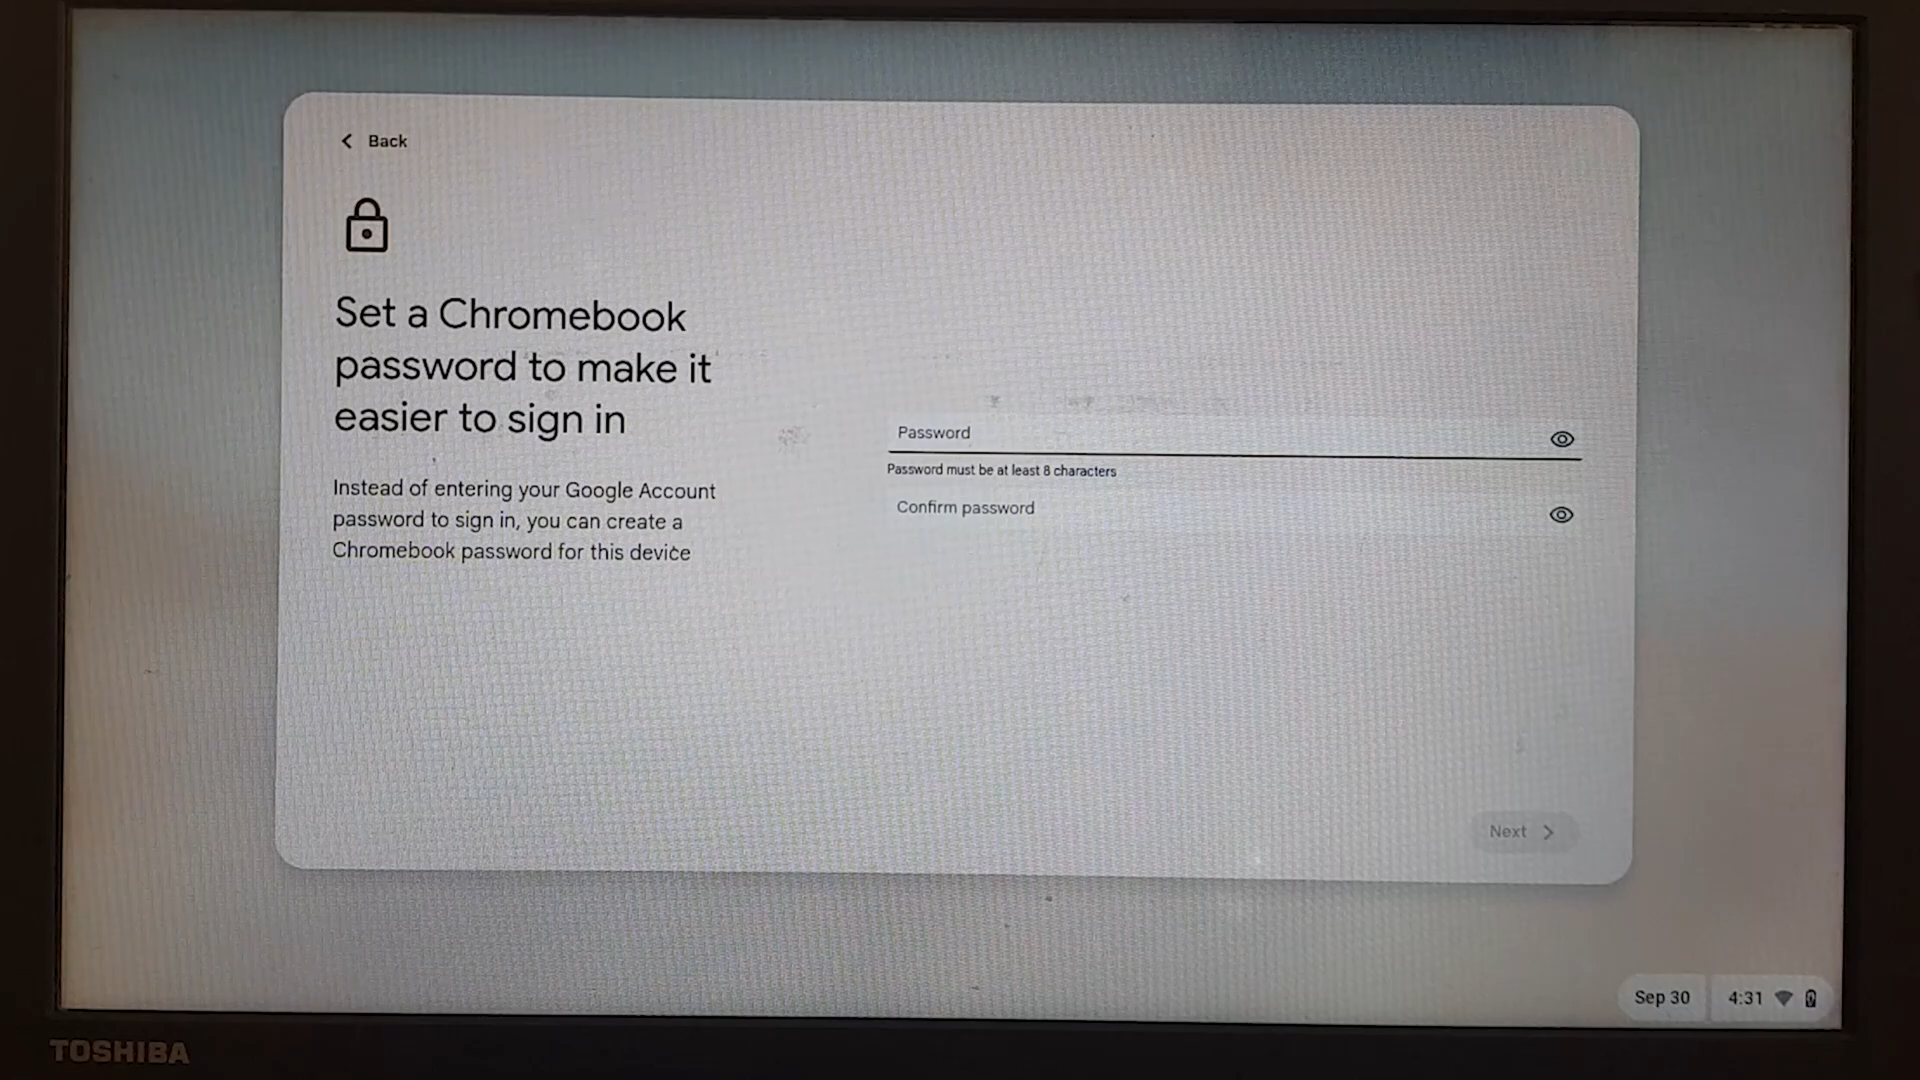 Back
Set a Chromebook
password to make it
easier to sign in
Instead of entering your Google Account
password to sign in, you can create a
Chromebook password for this device
Password
Password must be at least 8 characters
Confirm password
Next
Sep 30
4:31
TOSHIBA